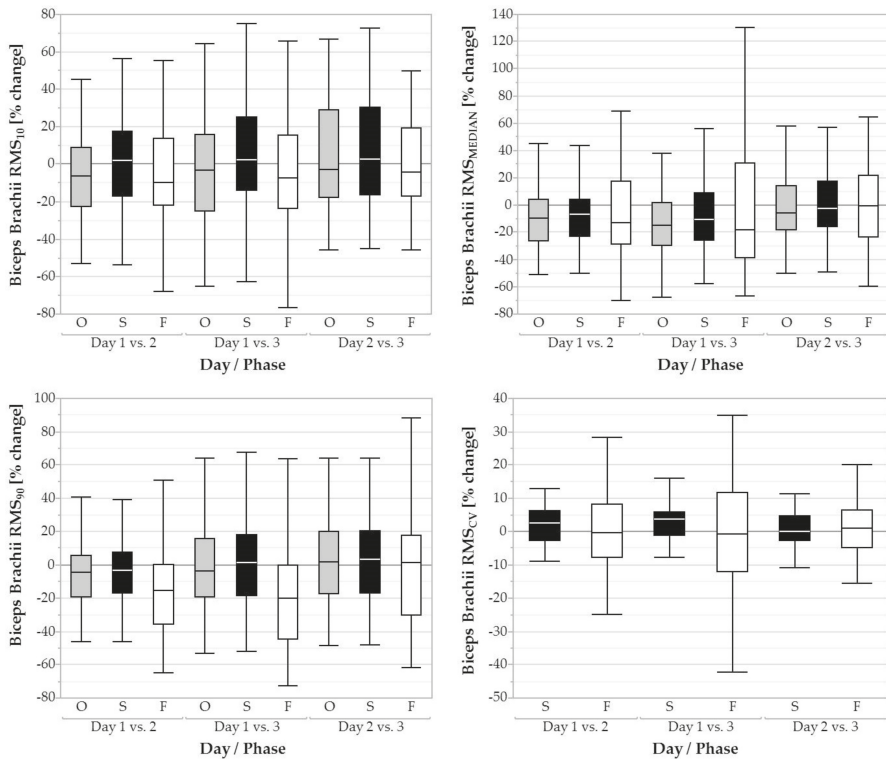 Biceps Brachii RMS10 [% change]
80
60
40
20
0
-20
-40
-60
-80
O S F O S F O S F
Day 1 vs. 2 Day 1 vs. 3 Day 2 vs. 3
Day / Phase
Biceps Brachii RMSMEDIAN [% change]
140
120
100
80
60
40
20
0
-20
-40
-60
-80
O S F O S F O S F
Day 1 vs. 2 Day 1 vs. 3 Day 2 vs. 3
Day / Phase
Biceps Brachii RMS90 [% change]
100
80
60
40
20
0
-20
-40
-60
-80
O S F O S F O S F
Day 1 vs. 2 Day 1 vs. 3 Day 2 vs. 3
Day / Phase
Biceps Brachii RMSCV [% change]
40
30
20
10
0
-10
-20
-30
-40
-50
S F S F S F
Day 1 vs. 2 Day 1 vs. 3 Day 2 vs. 3
Day / Phase